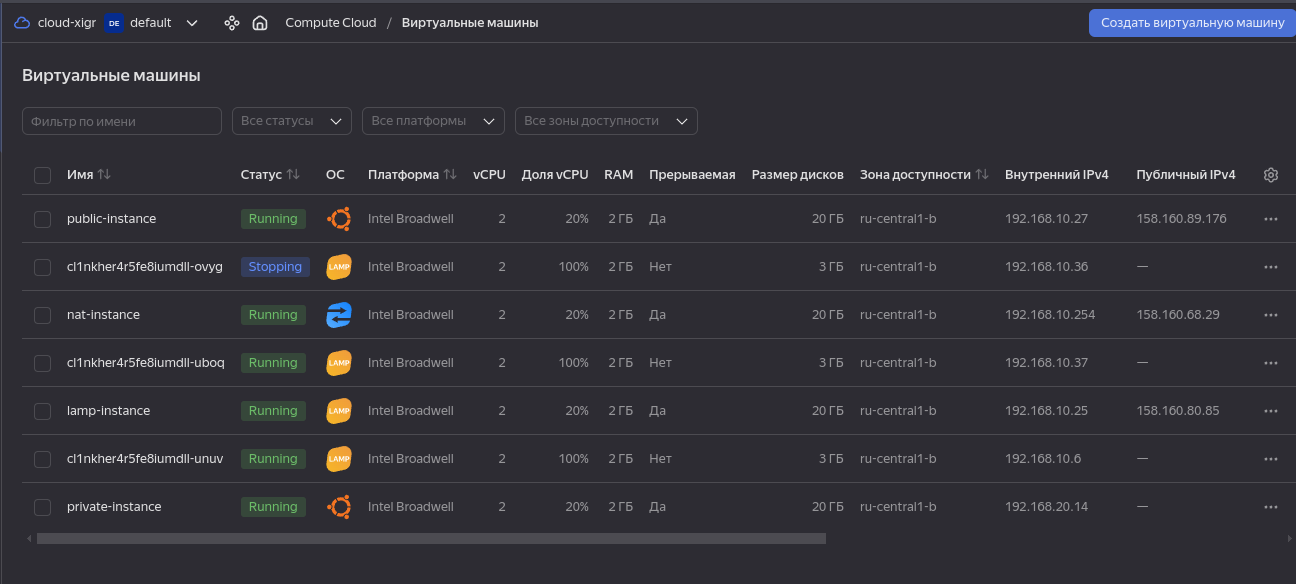 cloud-xigr DE default Compute Cloud / Виртуальные машины Создать виртуальную машину
Виртуальные машины
Фильтр по имени Все статусы Все платформы Все зоны доступности
Имя Статус ОС Платформа vCPU Доля vCPU RAM Прерываемая Размер дисков Зона доступности Внутренний IPv4 Публичный IPv4
public-instance Running Intel Broadwell 2 20% 2 ГБ Да 20 ГБ ru-central1-b 192.168.10.27 158.160.89.176
cl1nkher4r5fe8iumdll-ovyg Stopping LAMP Intel Broadwell 2 100% 2 ГБ Нет 3 ГБ ru-central1-b 192.168.10.36 —
nat-instance Running Intel Broadwell 2 20% 2 ГБ Да 20 ГБ ru-central1-b 192.168.10.254 158.160.68.29
cl1nkher4r5fe8iumdll-uboq Running LAMP Intel Broadwell 2 100% 2 ГБ Нет 3 ГБ ru-central1-b 192.168.10.37 —
lamp-instance Running LAMP Intel Broadwell 2 20% 2 ГБ Да 20 ГБ ru-central1-b 192.168.10.25 158.160.80.85
cl1nkher4r5fe8iumdll-unuv Running LAMP Intel Broadwell 2 100% 2 ГБ Нет 3 ГБ ru-central1-b 192.168.10.6 —
private-instance Running Intel Broadwell 2 20% 2 ГБ Да 20 ГБ ru-central1-b 192.168.20.14 —